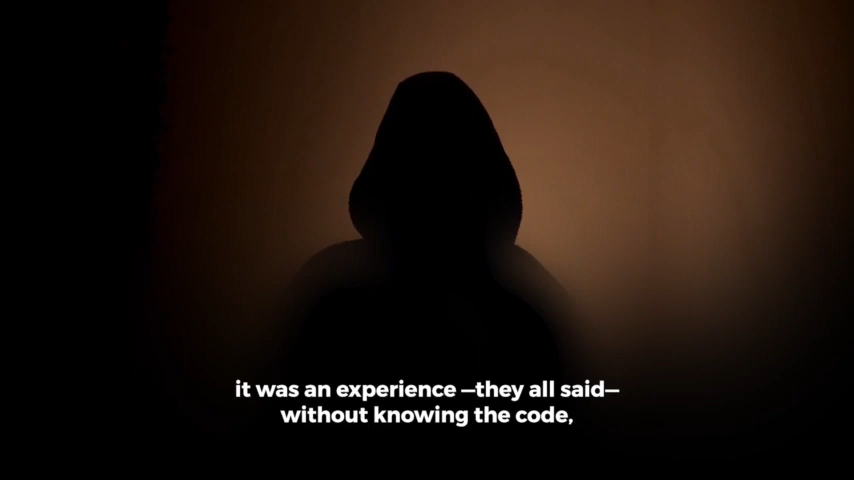 it was an experience —they all said—
without knowing the code,